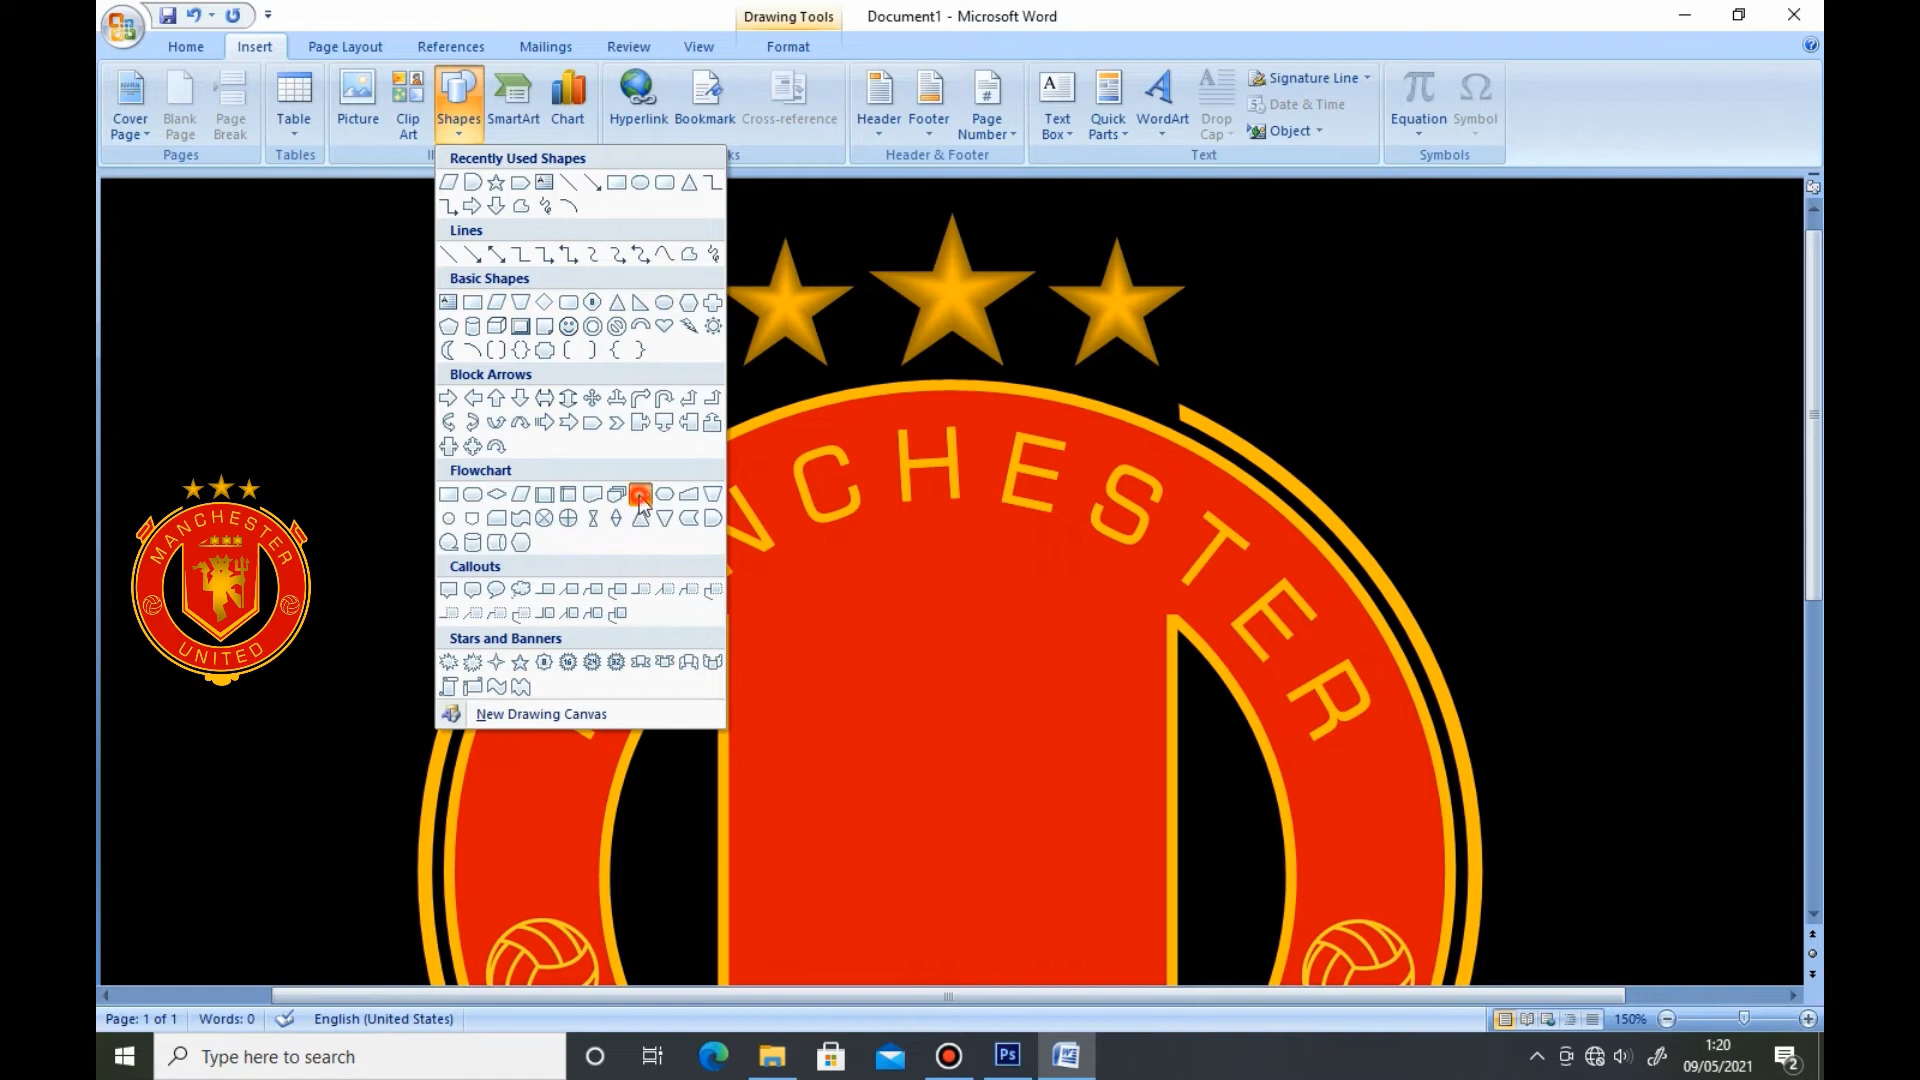 Drawing Tools
Document1 - Microsoft Word
Home
Insert
Page Layout
References
Mailings
Review
View
Format
Cover Page
Blank Page
Page Break
Table
Picture
Clip Art
Shapes
SmartArt
Chart
Hyperlink
Bookmark
Cross-reference
Header
Footer
Page Number
Text Box
Quick Parts
WordArt
Drop Cap
Signature Line
Date & Time
Object
Equation
Symbol
Pages
Tables
Header & Footer
Text
Symbols
Recently Used Shapes
Lines
Basic Shapes
Block Arrows
Flowchart
Callouts
Stars and Banners
New Drawing Canvas
MANCHESTER
UNITED
NCHESTER
Page: 1 of 1
Words: 0
English (United States)
150%
Type here to search
Ps
1:20
09/05/2021
2